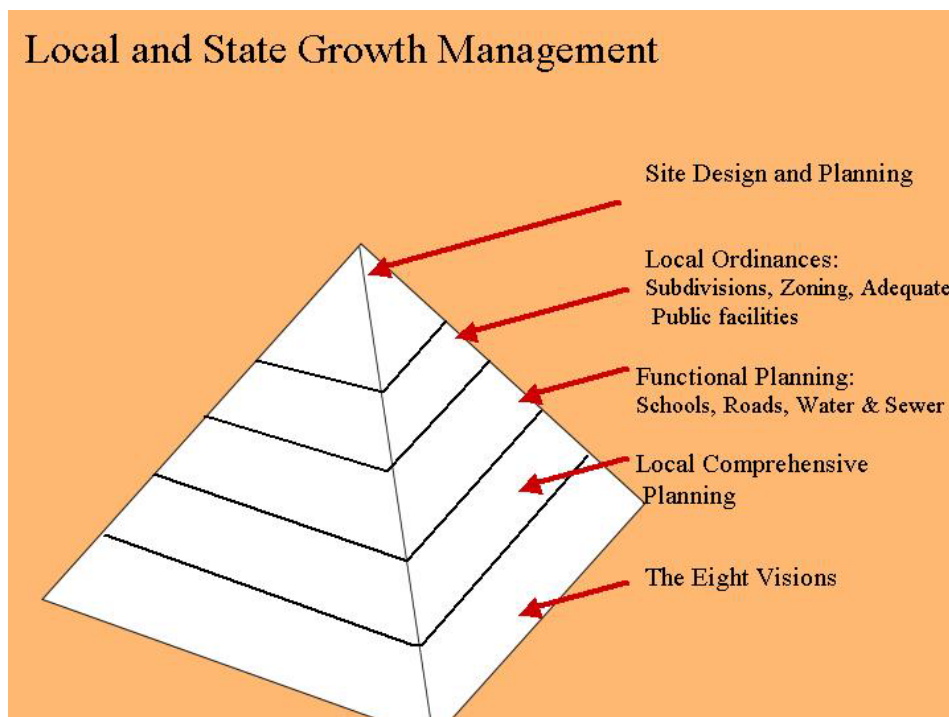 Local and State Growth Management
Site Design and Planning
Local Ordinances:
Subdivisions, Zoning, Adequate
Public facilities
Functional Planning:
Schools, Roads, Water & Sewer
Local Comprehensive
Planning
The Eight Visions